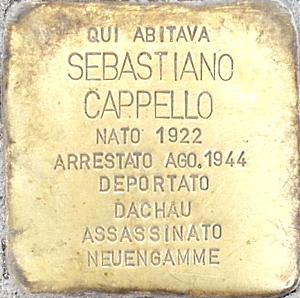 QUI ABITAVA
SEBASTIANO
CAPPELLO
NATO 1922
ARRESTATO AGO.1944
DEPORTATO
DACHAU
ASSASSINATO
NEUENGAMME